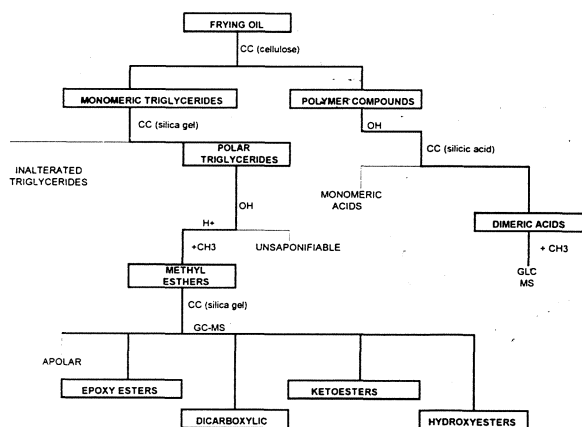 FRYING OIL
CC (cellulose)
MONOMERIC TRIGLYCERIDES
POLYMER COMPOUNDS
CC (silica gel)
OH
INALTERATED
TRIGLYCERIDES
POLAR
TRIGLYCERIDES
CC (silicic acid)
MONOMERIC
ACIDS
DIMERIC ACIDS
OH
H+
UNSAPONIFIABLE
+CH3
+ CH3
METHYL
ESTHERS
GLC
MS
CC (silica gel)
GC-MS
APOLAR
EPOXY ESTERS
KETOESTERS
DICARBOXYLIC
HYDROXYESTERS